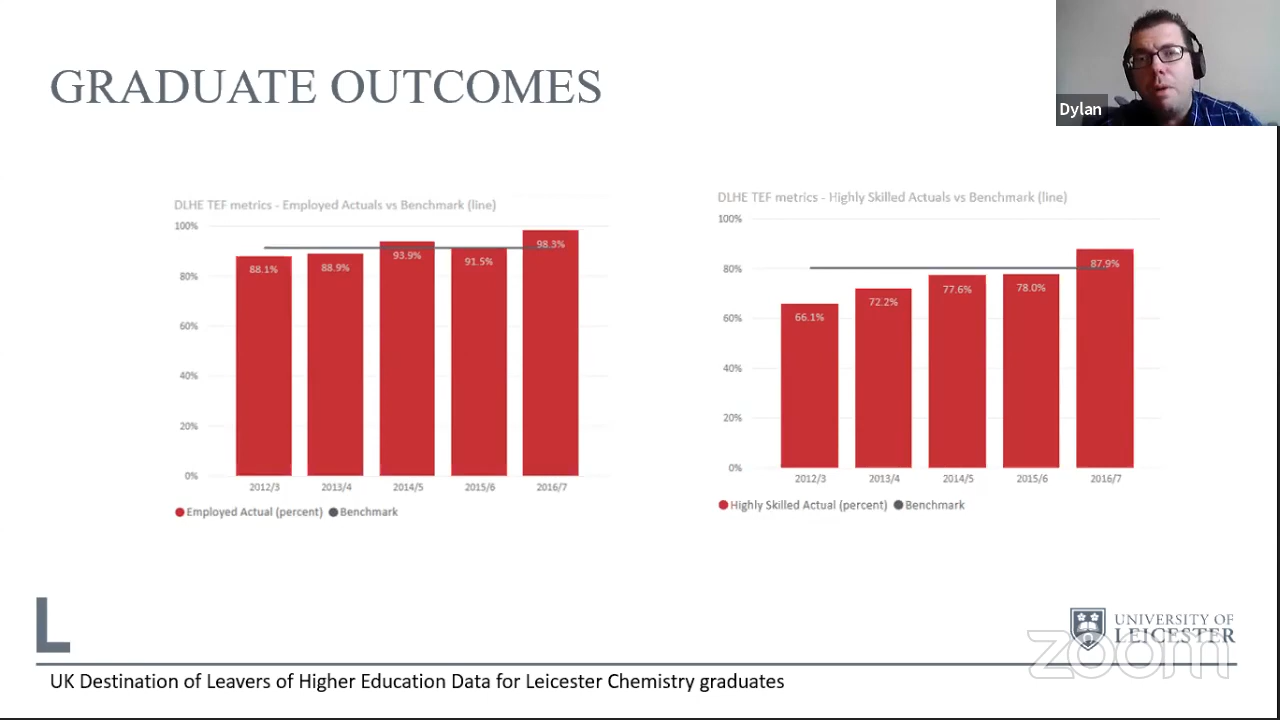 GRADUATE OUTCOMES
Dylan
DLHE TEF metrics - Employed Actuals vs Benchmark (line)
100%
80%
60%
40%
20%
0%
88.1%
88.9%
93.9%
91.5%
98.3%
2012/3
2013/4
2014/5
2015/6
2016/7
Employed Actual (percent)
Benchmark
DLHE TEF metrics - Highly Skilled Actuals vs Benchmark (line)
100%
80%
60%
40%
20%
0%
66.1%
72.2%
77.6%
78.0%
87.9%
2012/3
2013/4
2014/5
2015/6
2016/7
Highly Skilled Actual (percent)
Benchmark
L
UNIVERSITY OF
LEICESTER
zoom
UK Destination of Leavers of Higher Education Data for Leicester Chemistry graduates